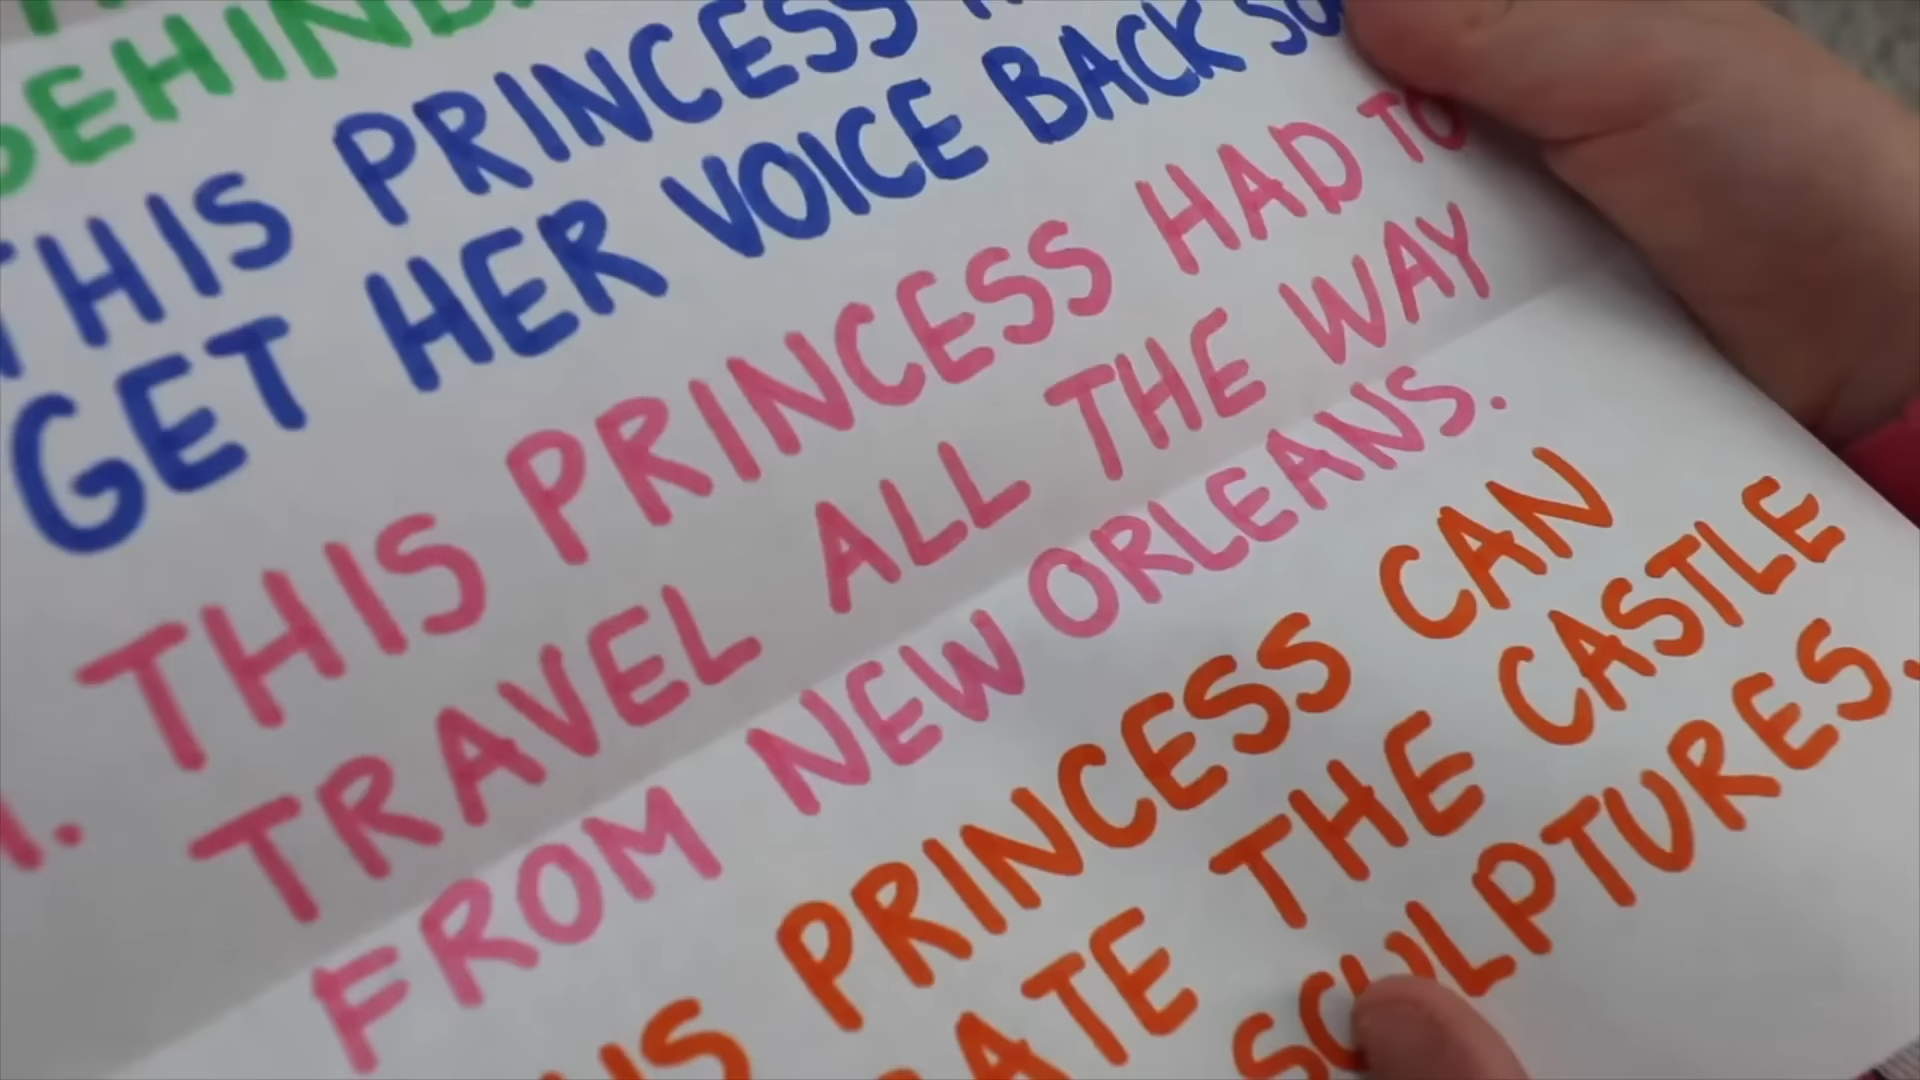 BEHIND
THIS PRINCESS
GET HER VOICE BACK SO
THIS PRINCESS HAD TO
TRAVEL ALL THE WAY
FROM NEW ORLEANS.
PRINCESS CAN
THE CASTLE
SCULPTURES.